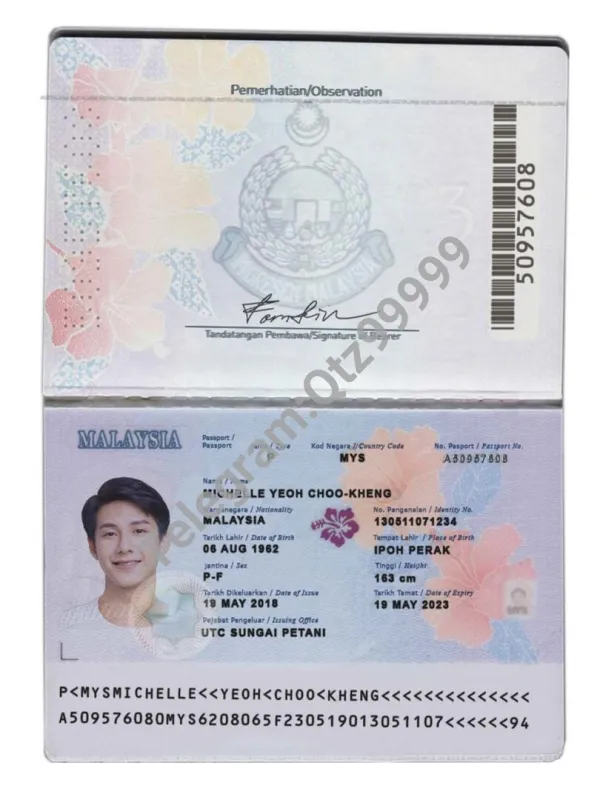 Pemerhatian/Observation
50957608
Tandatangan Pembawa/Signature of Bearer
Telegram:Qtz99999
MALAYSIA
Passport / Passport
Kod Negara / Country Code
No. Pasport / Passport No.
P
MYS
A50957608
MICHELLE YEOH CHOO-KHENG
Warganegara / Nationality
No. Pengenalan / Identity No.
MALAYSIA
130511071234
Tarikh Lahir / Date of Birth
Tempat Lahir / Place of Birth
06 AUG 1962
IPOH PERAK
Jantina / Sex
Tinggi / Height
P-F
163 cm
Tarikh Dikeluarkan / Date of Issue
Tarikh Tamat / Date of Expiry
19 MAY 2018
19 MAY 2023
Pejabat Pengeluar / Issuing Office
UTC SUNGAI PETANI
P<MYSMICHELLE<<YEOH<CHOO<KHENG<<<<<<<<<<<<<<
A509576080MYS6208065F230519013051107<<<<<<94